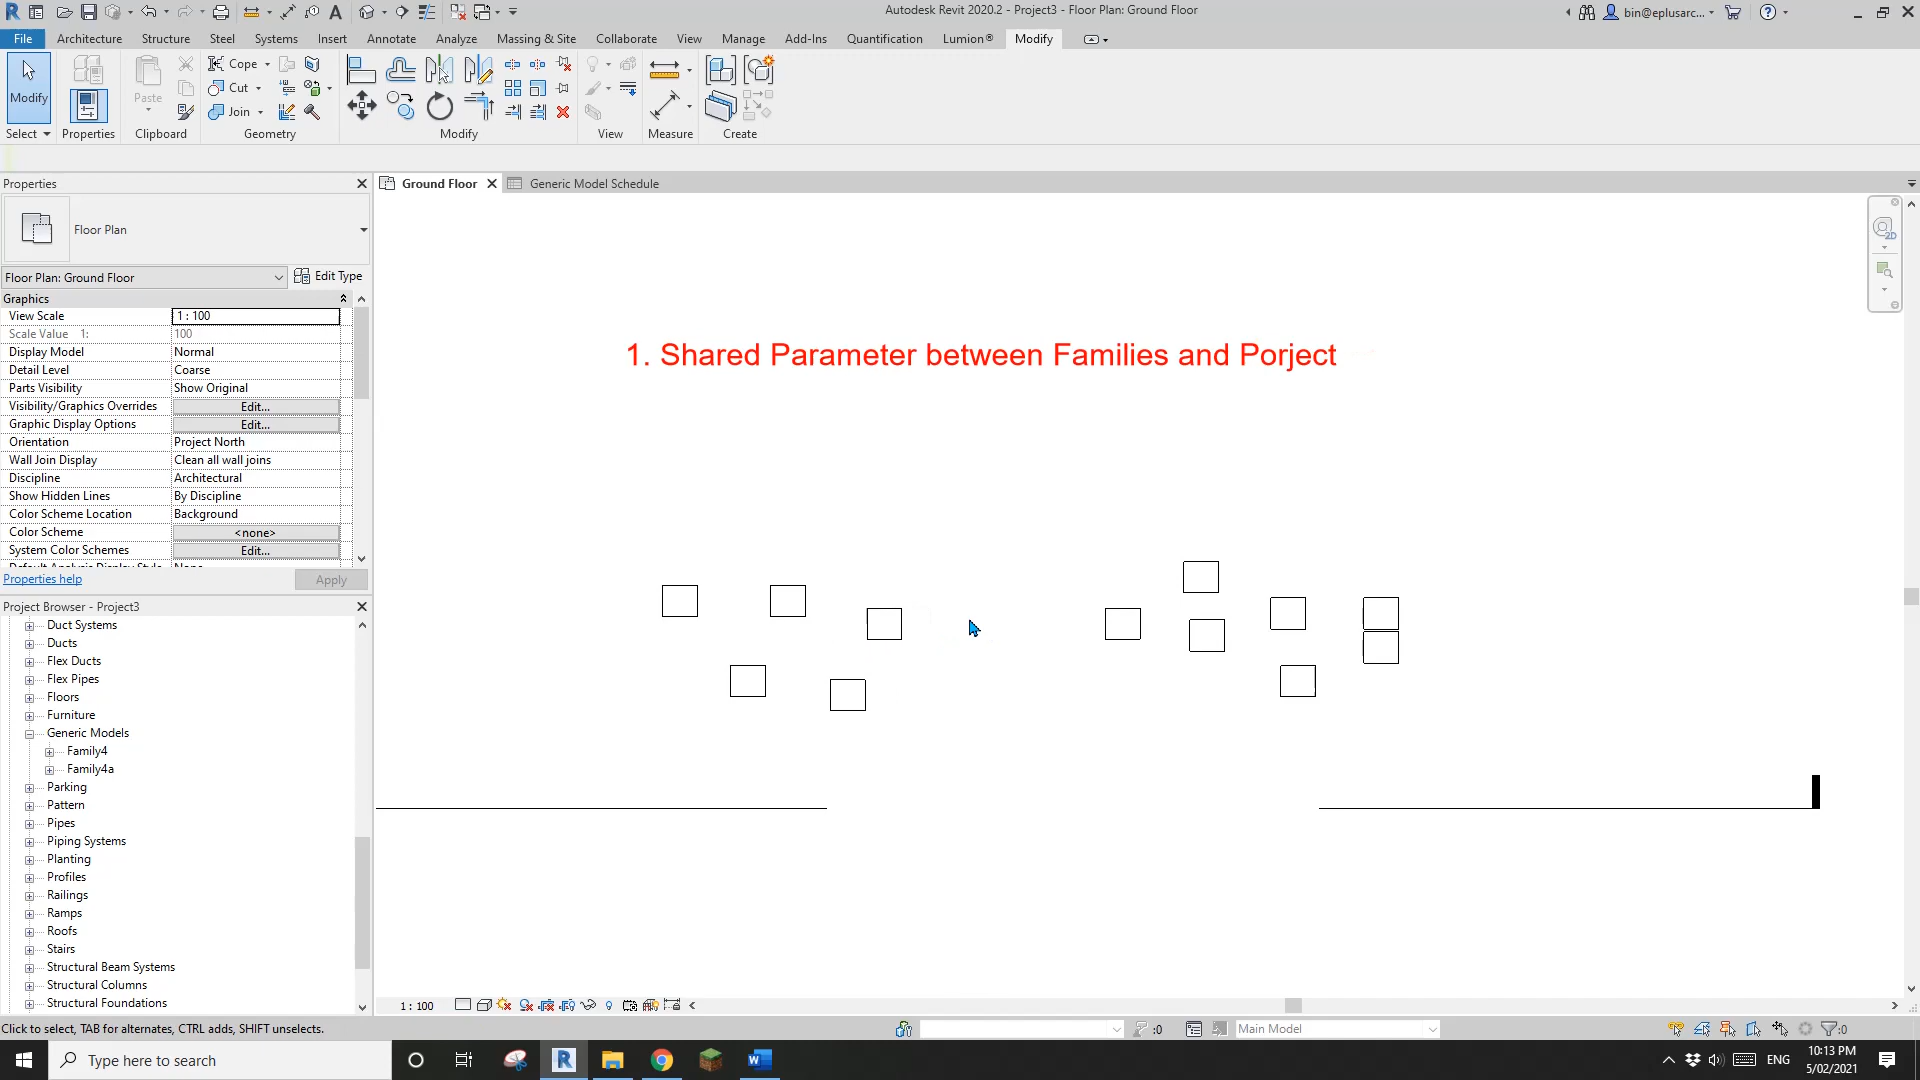 Autodesk Revit 2020.2 - Project3 - Floor Plan: Ground Floor
bin@eplusarc...
File Architecture Structure Steel Systems Insert Annotate Analyze Massing & Site Collaborate View Manage Add-Ins Quantification Lumion® Modify
Modify
Paste
Cope
Cut
Join
Select Properties Clipboard Geometry Modify View Measure Create
Properties
Ground Floor
Generic Model Schedule
Floor Plan
Floor Plan: Ground Floor
Edit Type
Graphics
View Scale 1 : 100
Scale Value 1: 100
Display Model Normal
Detail Level Coarse
Parts Visibility Show Original
Visibility/Graphics Overrides Edit...
Graphic Display Options Edit...
Orientation Project North
Wall Join Display Clean all wall joins
Discipline Architectural
Show Hidden Lines By Discipline
Color Scheme Location Background
Color Scheme <none>
System Color Schemes Edit...
Default Analysis Display Style None
Properties help
Apply
2D
1. Shared Parameter between Families and Porject
Project Browser - Project3
Duct Systems
Ducts
Flex Ducts
Flex Pipes
Floors
Furniture
Generic Models
Family4
Family4a
Parking
Pattern
Pipes
Piping Systems
Planting
Profiles
Railings
Ramps
Roofs
Stairs
Structural Beam Systems
Structural Columns
Structural Foundations
1 : 100
Click to select, TAB for alternates, CTRL adds, SHIFT unselects.
:0
Main Model
:0
Type here to search
ENG
10:13 PM
5/02/2021